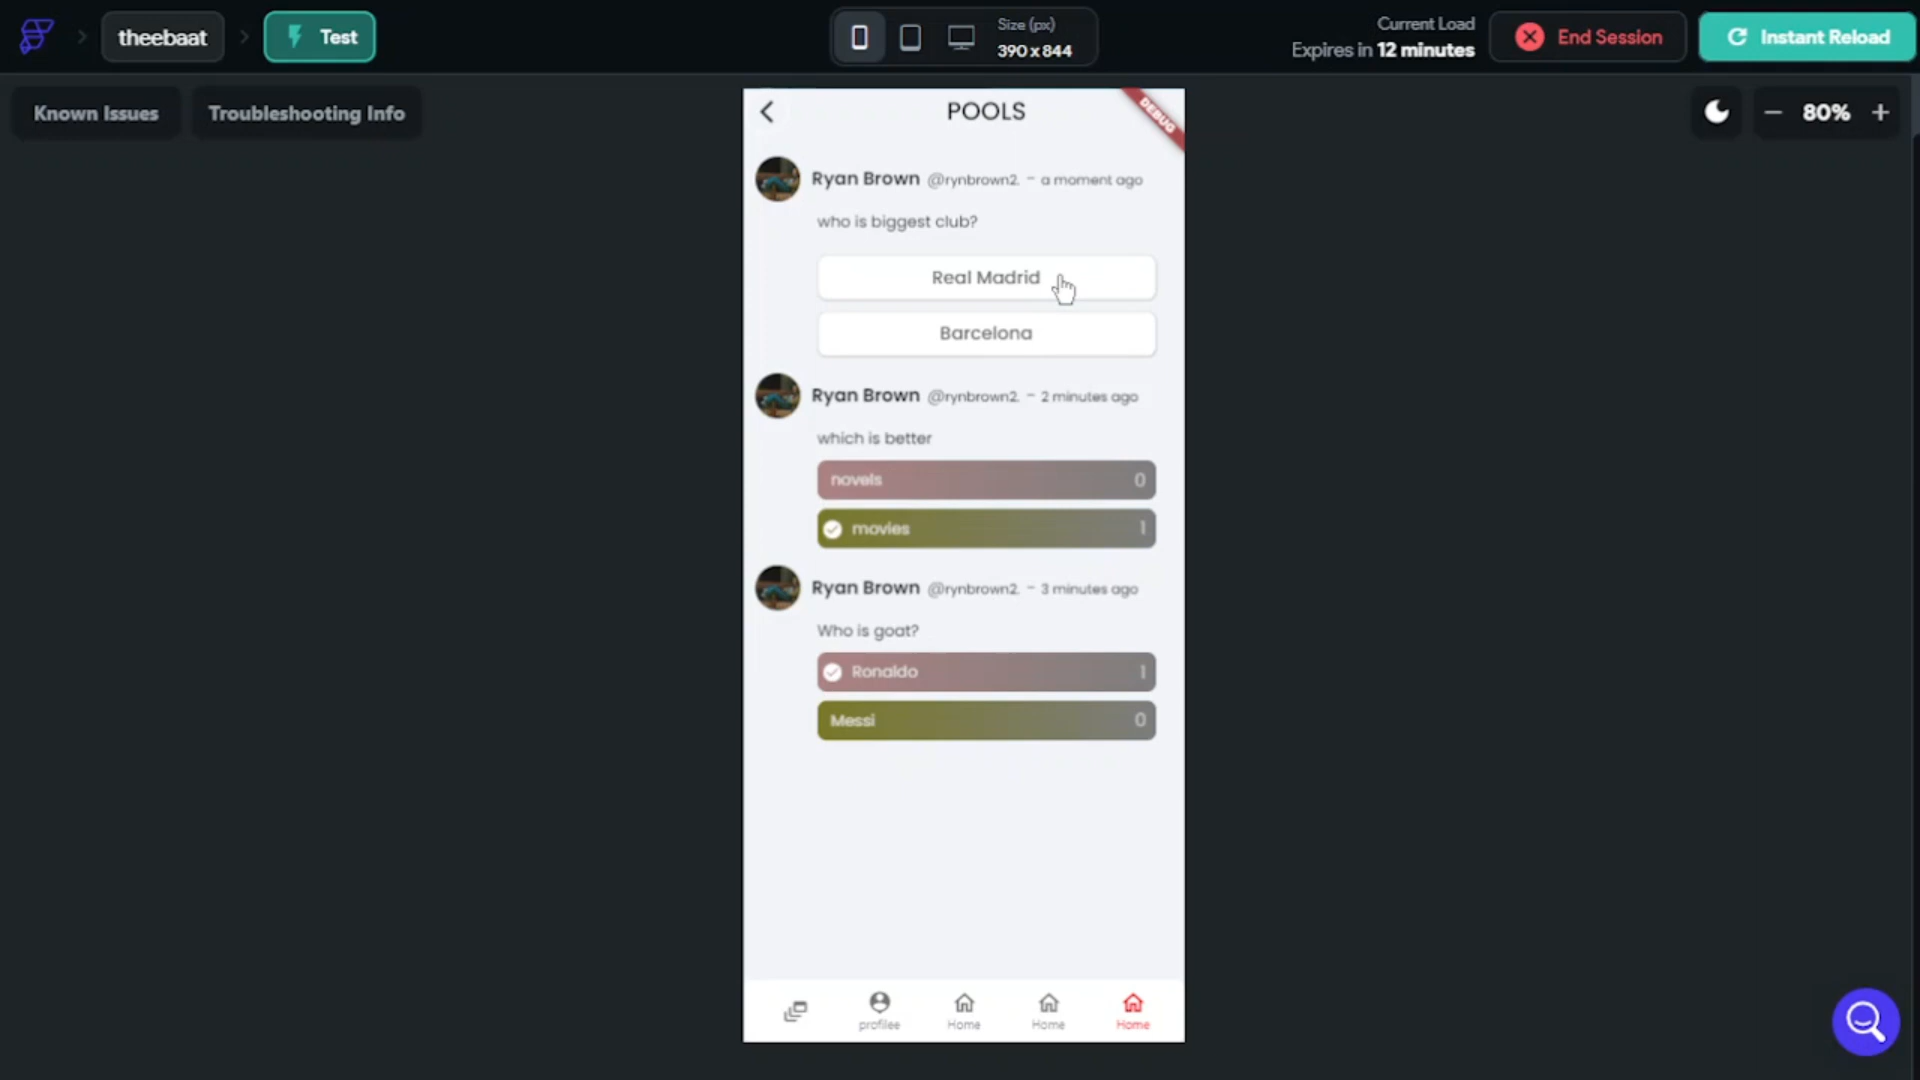 theebaat
Test
Size (px)
390 x 844
Current Load
Expires in 12 minutes
End Session
Instant Reload
Known Issues
Troubleshooting Info
80%
POOLS
DEBUG
Ryan Brown @rynbrown2. - a moment ago
who is biggest club?
Real Madrid
Barcelona
Ryan Brown @rynbrown2. - 2 minutes ago
which is better
novels 0
movies 1
Ryan Brown @rynbrown2. - 3 minutes ago
Who is goat?
Ronaldo 1
Messi 0
profilee
Home
Home
Home